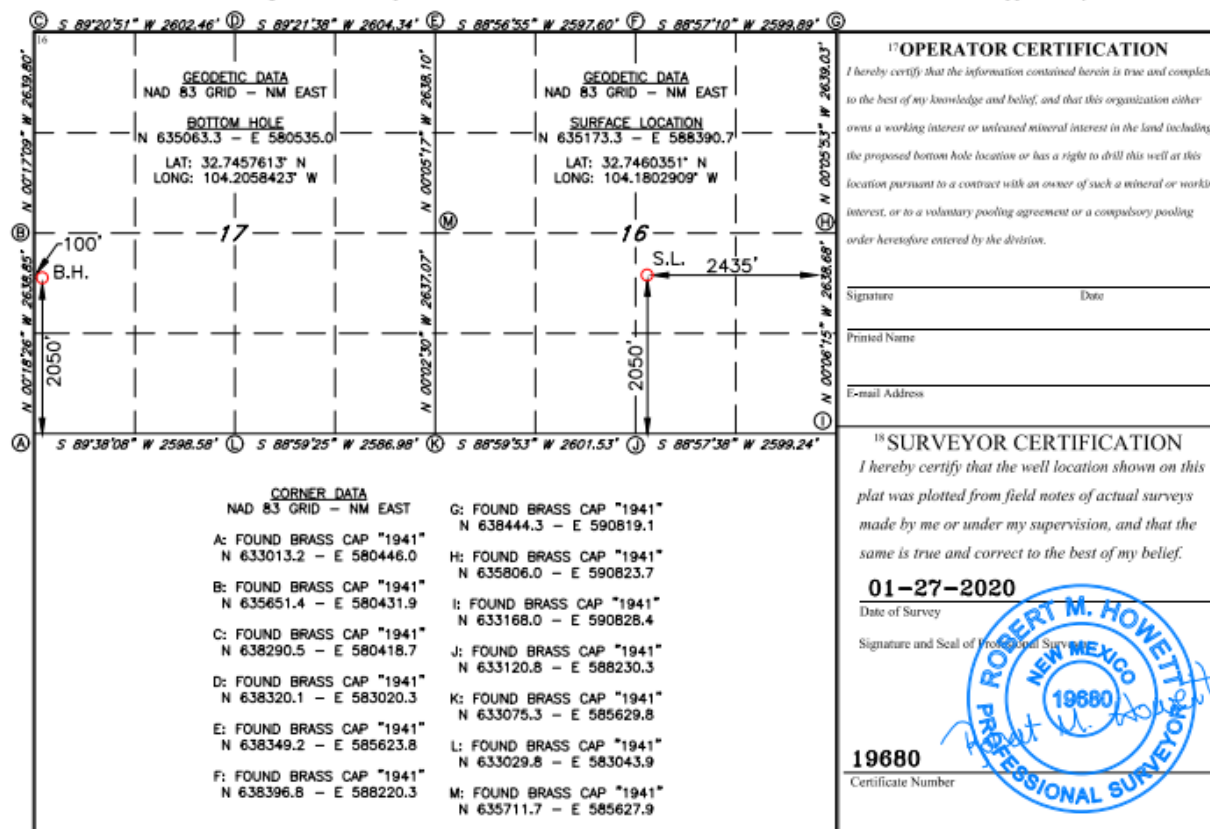 C S 89°20'51" W 2602.46' D S 89°21'38" W 2604.34' E S 88°56'55" W 2597.60' F S 88°57'10" W 2599.89' G
16
N 00°17'09" W 2639.80'
GEODETIC DATA
NAD 83 GRID – NM EAST
BOTTOM HOLE
N 635063.3 – E 580535.0
LAT: 32.7457613° N
LONG: 104.2058423° W
N 00°05'17" W 2638.10'
GEODETIC DATA
NAD 83 GRID – NM EAST
SURFACE LOCATION
N 635173.3 – E 588390.7
LAT: 32.7460351° N
LONG: 104.1802909° W
N 00°05'53" W 2639.03'
B
17
M
16
H
100'
B.H.
S.L.
2435'
N 00°18'26" W 2638.85'
2050'
N 00°02'30" W 2637.07'
2050'
N 00°06'15" W 2638.68'
I
A S 89°38'08" W 2598.58' L S 88°59'25" W 2586.98' K S 88°59'53" W 2601.53' J S 88°57'38" W 2599.24'
CORNER DATA
NAD 83 GRID – NM EAST
A: FOUND BRASS CAP "1941"
N 633013.2 – E 580446.0
B: FOUND BRASS CAP "1941"
N 635651.4 – E 580431.9
C: FOUND BRASS CAP "1941"
N 638290.5 – E 580418.7
D: FOUND BRASS CAP "1941"
N 638320.1 – E 583020.3
E: FOUND BRASS CAP "1941"
N 638349.2 – E 585623.8
F: FOUND BRASS CAP "1941"
N 638396.8 – E 588220.3
G: FOUND BRASS CAP "1941"
N 638444.3 – E 590819.1
H: FOUND BRASS CAP "1941"
N 635806.0 – E 590823.7
I: FOUND BRASS CAP "1941"
N 633168.0 – E 590828.4
J: FOUND BRASS CAP "1941"
N 633120.8 – E 588230.3
K: FOUND BRASS CAP "1941"
N 633075.3 – E 585629.8
L: FOUND BRASS CAP "1941"
N 633029.8 – E 583043.9
M: FOUND BRASS CAP "1941"
N 635711.7 – E 585627.9
17 OPERATOR CERTIFICATION
I hereby certify that the information contained herein is true and complete
to the best of my knowledge and belief, and that this organization either
owns a working interest or unleased mineral interest in the land including
the proposed bottom hole location or has a right to drill this well at this
location pursuant to a contract with an owner of such a mineral or workin
interest, or to a voluntary pooling agreement or a compulsory pooling
order heretofore entered by the division.
Signature Date
Printed Name
E-mail Address
18 SURVEYOR CERTIFICATION
I hereby certify that the well location shown on this
plat was plotted from field notes of actual surveys
made by me or under my supervision, and that the
same is true and correct to the best of my belief.
01-27-2020
Date of Survey
Signature and Seal of Professional Surveyor
ROBERT M. HOWETT
NEW MEXICO
19680
PROFESSIONAL SURVEYOR
Robert M. Howett
19680
Certificate Number